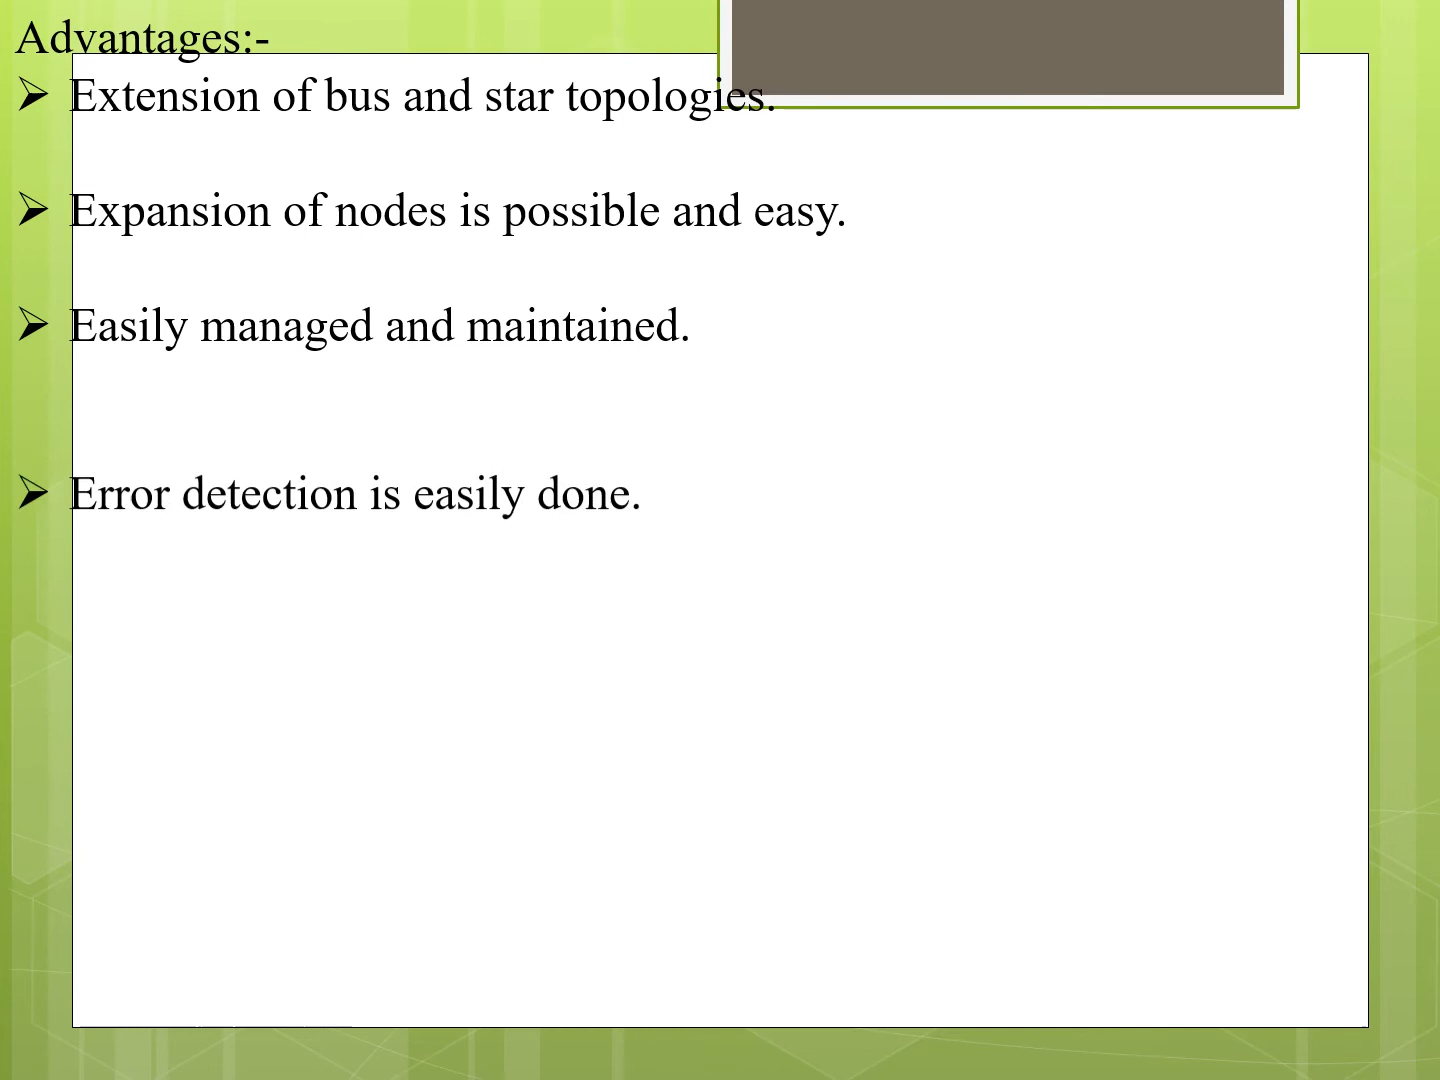 Advantages:-
➢ Extension of bus and star topologies.
➢ Expansion of nodes is possible and easy.
➢ Easily managed and maintained.
➢ Error detection is easily done.